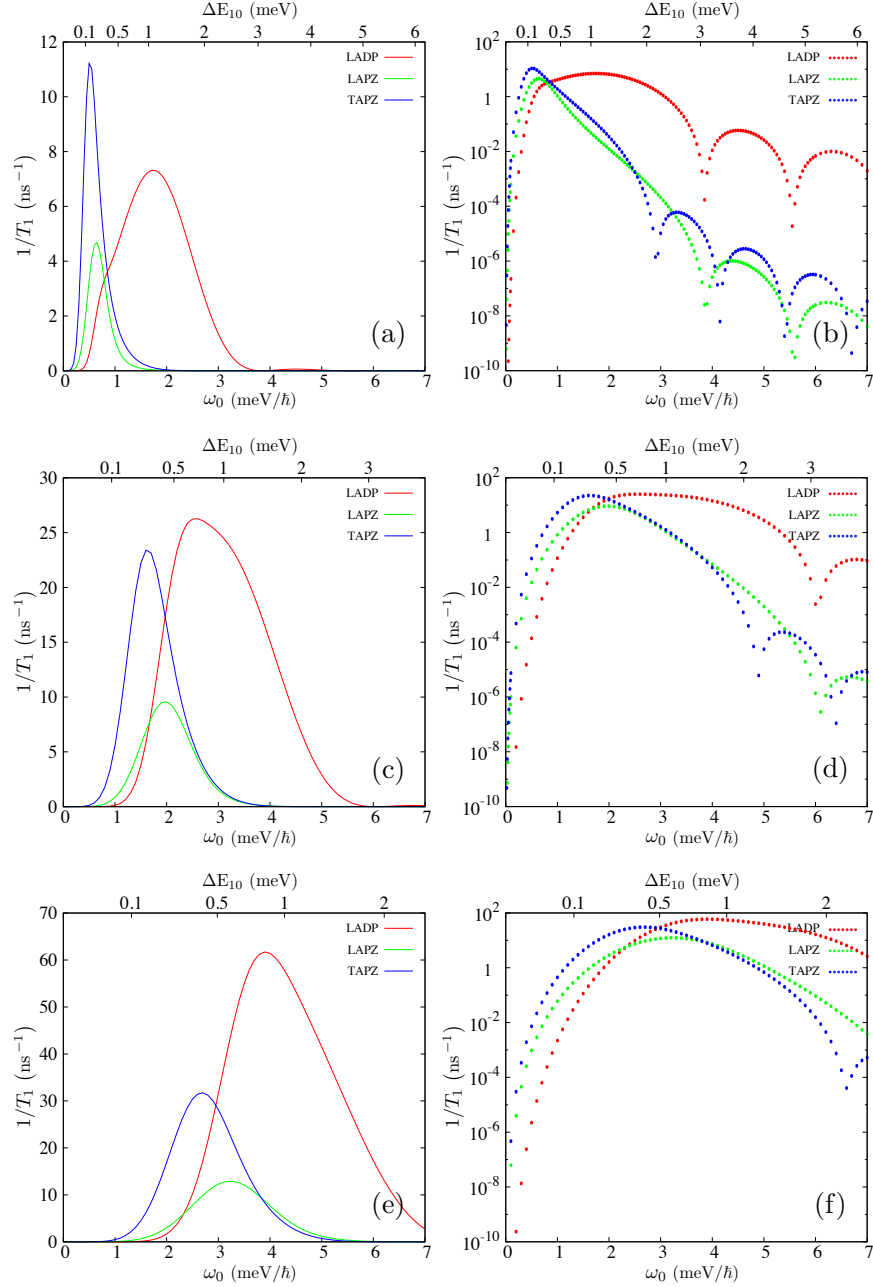 ΔE₁₀ (meV)
0.1 0.5 1 2 3 4 5 6
12
10
8
6
4
2
0
1/T₁ (ns⁻¹)
LADP
LAPZ
TAPZ
(a)
0 1 2 3 4 5 6 7
ω₀ (meV/ħ)
ΔE₁₀ (meV)
0.1 0.5 1 2 3 4 5 6
10²
1
10⁻²
10⁻⁴
10⁻⁶
10⁻⁸
10⁻¹⁰
1/T₁ (ns⁻¹)
LADP
LAPZ
TAPZ
(b)
0 1 2 3 4 5 6 7
ω₀ (meV/ħ)
ΔE₁₀ (meV)
0.1 0.5 1 2 3
30
25
20
15
10
5
0
1/T₁ (ns⁻¹)
LADP
LAPZ
TAPZ
(c)
0 1 2 3 4 5 6 7
ω₀ (meV/ħ)
ΔE₁₀ (meV)
0.1 0.5 1 2 3
10²
1
10⁻²
10⁻⁴
10⁻⁶
10⁻⁸
10⁻¹⁰
1/T₁ (ns⁻¹)
LADP
LAPZ
TAPZ
(d)
0 1 2 3 4 5 6 7
ω₀ (meV/ħ)
ΔE₁₀ (meV)
0.1 0.5 1 2
70
60
50
40
30
20
10
0
1/T₁ (ns⁻¹)
LADP
LAPZ
TAPZ
(e)
0 1 2 3 4 5 6 7
ω₀ (meV/ħ)
ΔE₁₀ (meV)
0.1 0.5 1 2
10²
1
10⁻²
10⁻⁴
10⁻⁶
10⁻⁸
10⁻¹⁰
1/T₁ (ns⁻¹)
LADP
LAPZ
TAPZ
(f)
0 1 2 3 4 5 6 7
ω₀ (meV/ħ)